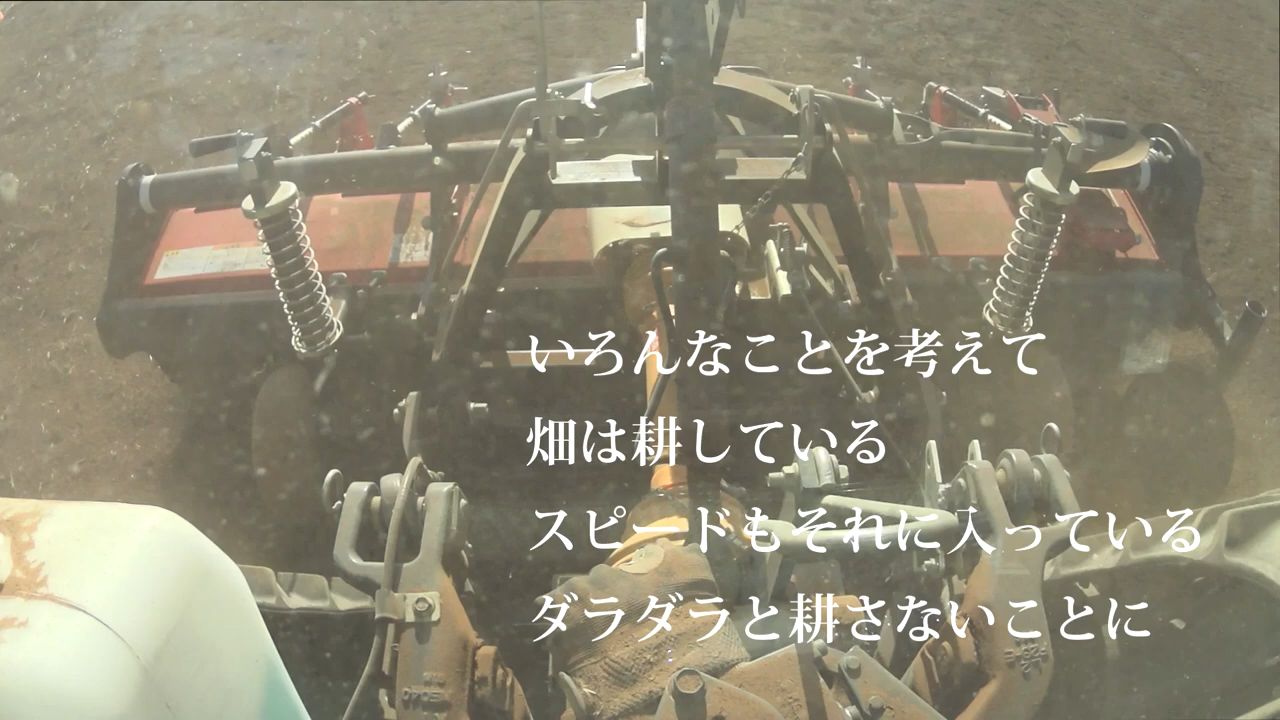 いろんなことを考えて
畑は耕している
スピードもそれに入っている
ダラダラと耕さないことに